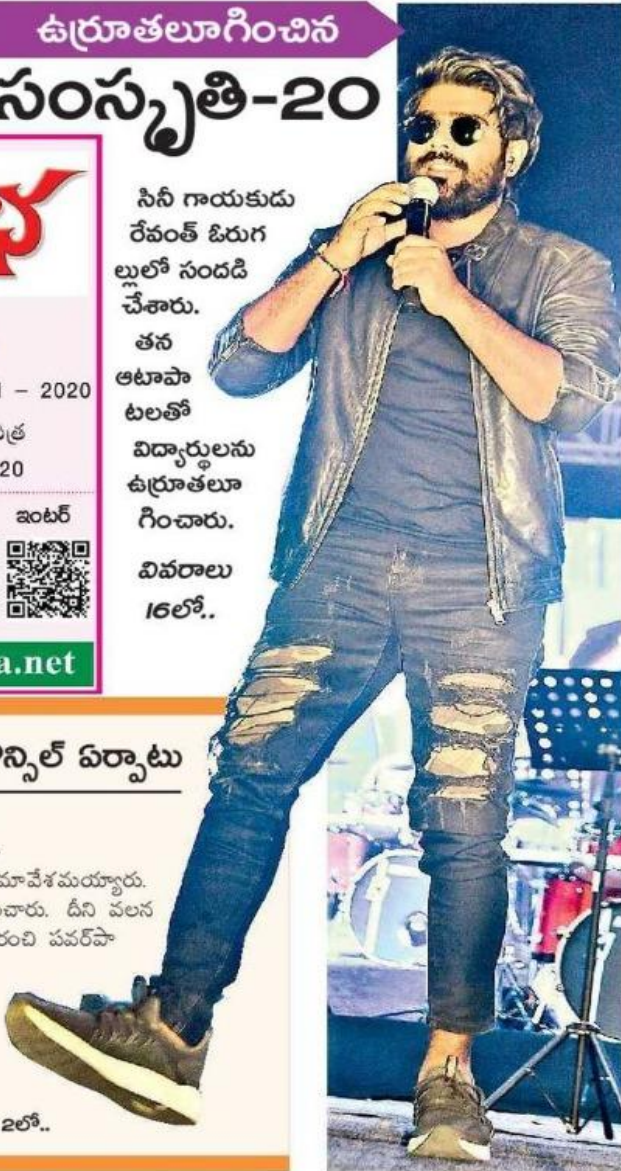 ఉర్రూతలూగించిన
సంస్కృతి-20
సినీ గాయకుడు
రేవంత్ ఓరుగ
ల్లులో సందడి
చేశారు.
తన
ఆటాపా
టలతో
విద్యార్థులను
ఉర్రూతలూ
గించారు.
వివరాలు
16లో..
- 2020
20
ఇంటర్
a.net
న్సిల్ ఏర్పాటు
మావేశమయ్యారు.
చారు. దీని వలన
రించి పవర్‌పా
2లో..